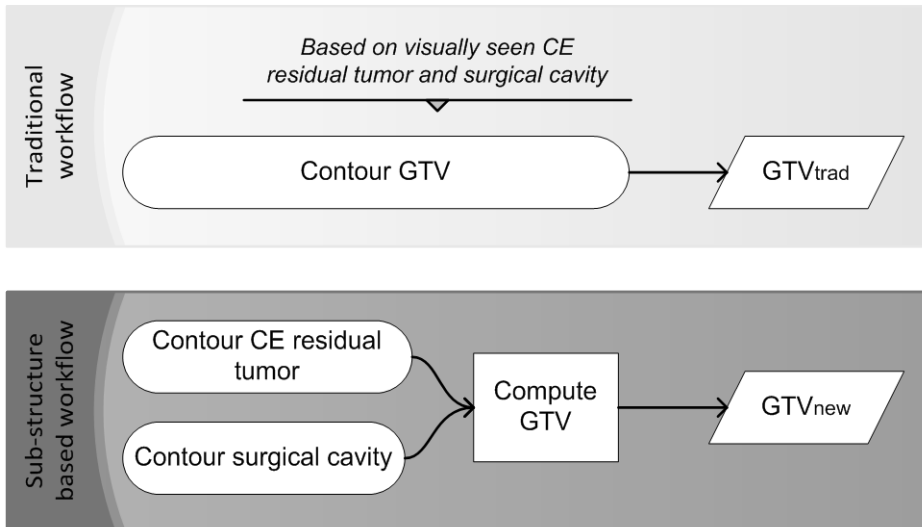 Traditional
workflow
Based on visually seen CE
residual tumor and surgical cavity
Contour GTV
GTVtrad
Sub-structure
based workflow
Contour CE residual
tumor
Contour surgical cavity
Compute
GTV
GTVnew